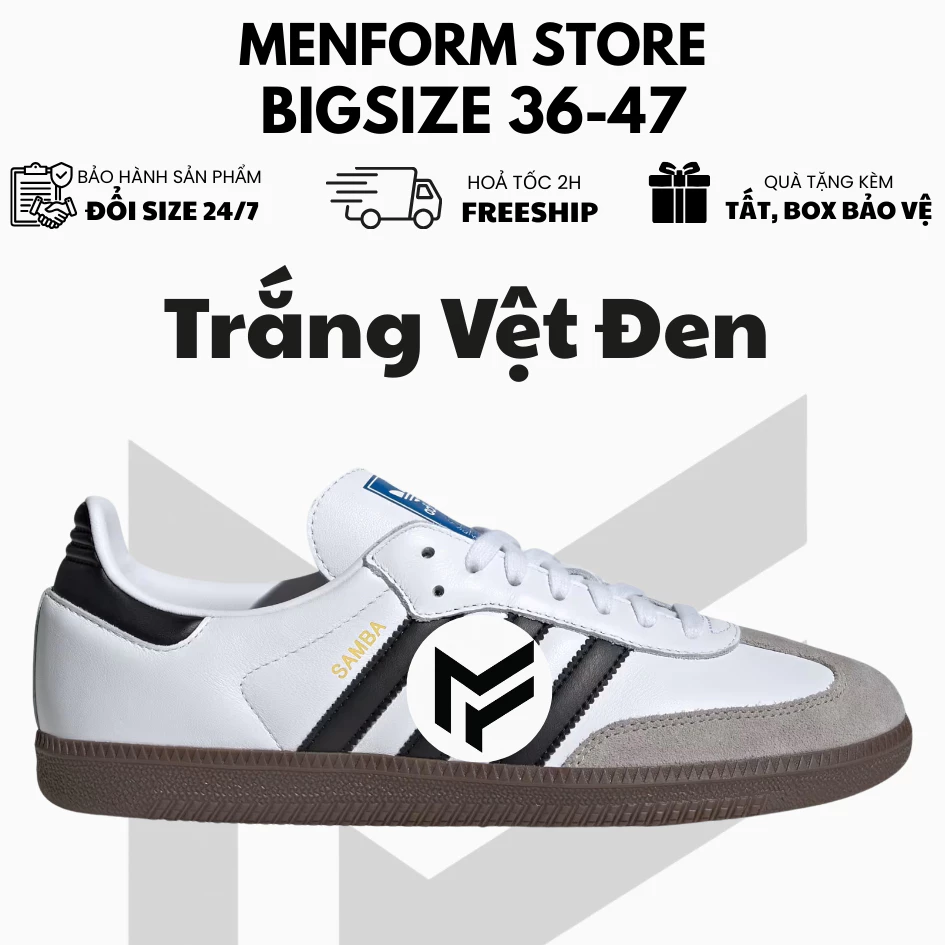 MENFORM STORE
BIGSIZE 36-47
BẢO HÀNH SẢN PHẨM
ĐỔI SIZE 24/7
HOẢ TỐC 2H
FREESHIP
QUÀ TẶNG KÈM
TẤT, BOX BẢO VỆ
Trắng Vệt Đen
SAMBA